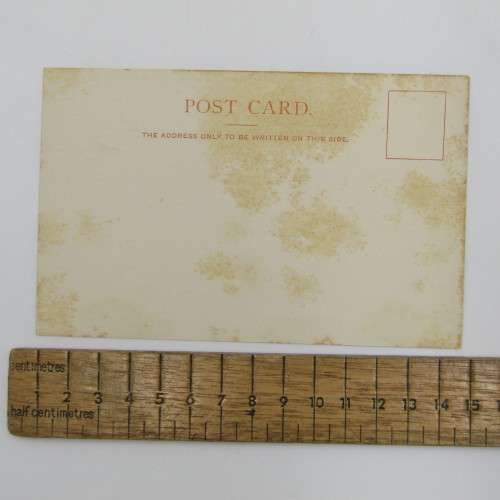 POST CARD.
THE ADDRESS ONLY TO BE WRITTEN ON THIS SIDE.
centimetres
1 2 3 4 5 6 7 8 9 10 11 12 13 14 15
half centimetres